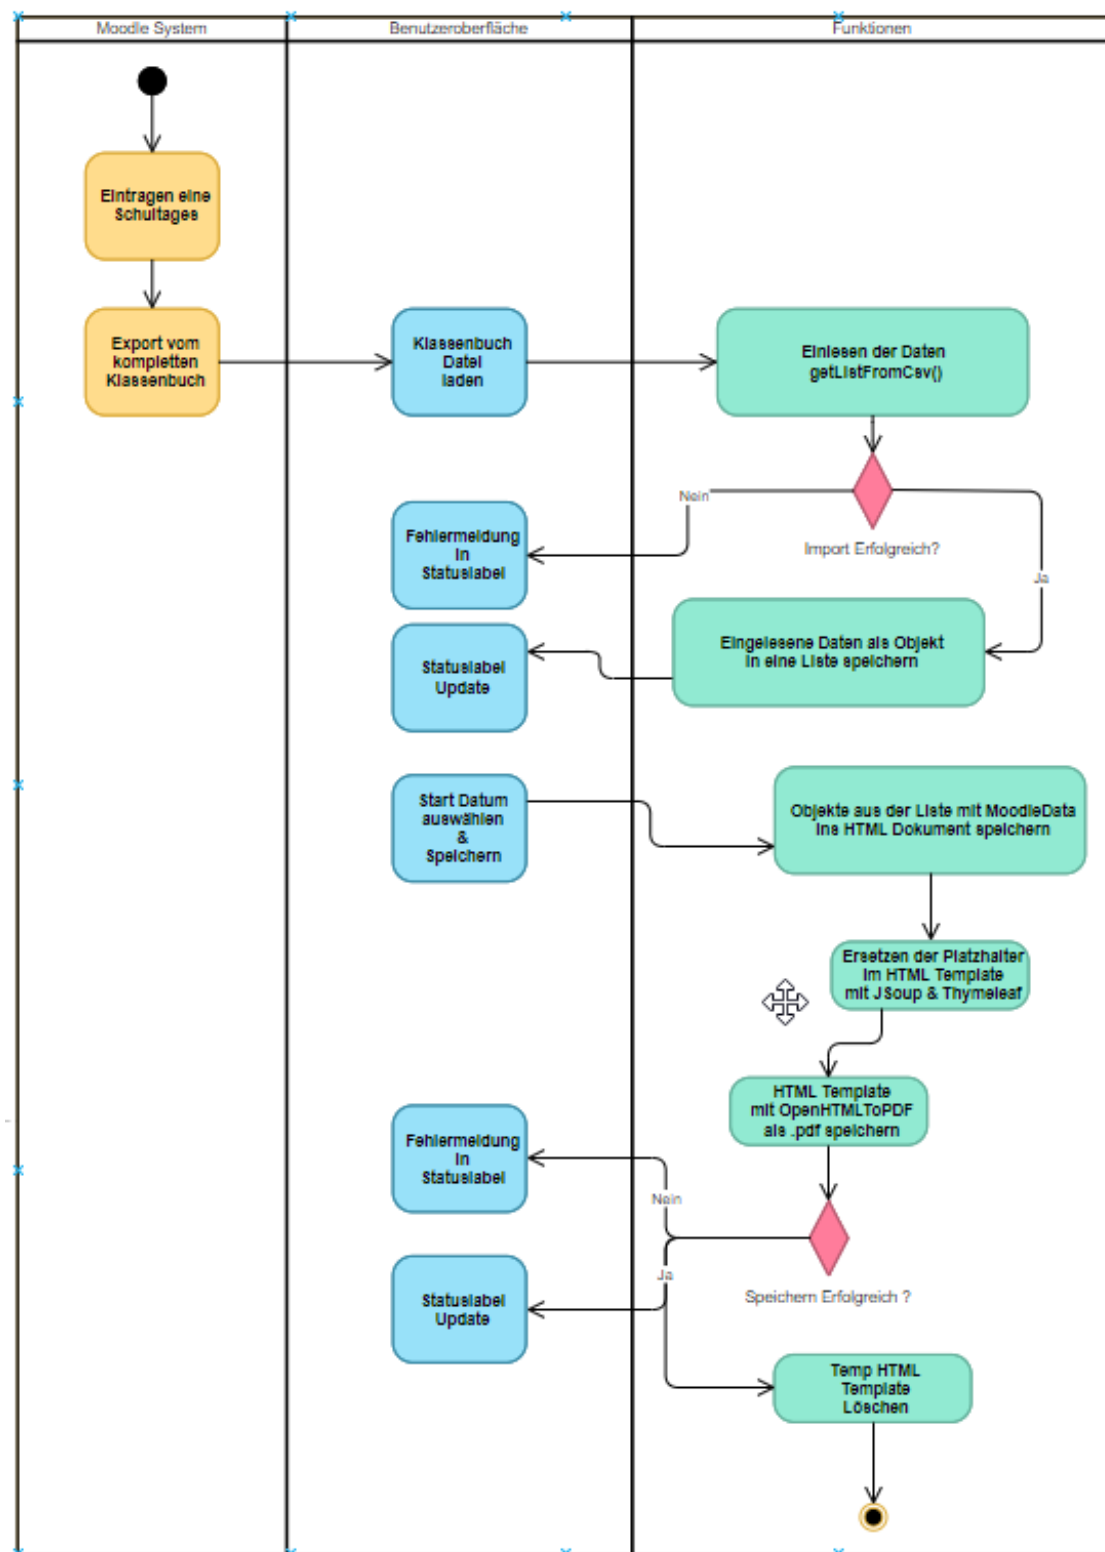 Moodle System
Benutzeroberfläche
Funktionen
Eintragen eine
Schultages
Export vom
kompletten
Klassenbuch
Klassenbuch
Datei
laden
Einlesen der Daten
getListFromCsv()
Nein
Import Erfolgreich?
Ja
Fehlermeldung
in
Statuslabel
Eingelesene Daten als Objekt
in eine Liste speichern
Statuslabel
Update
Start Datum
auswählen
&
Speichern
Objekte aus der Liste mit MoodleData
ins HTML Dokument speichern
Ersetzen der Platzhalter
im HTML Template
mit JSoup & Thymeleaf
HTML Template
mit OpenHTMLToPDF
als .pdf speichern
Fehlermeldung
in
Statuslabel
Nein
Ja
Speichern Erfolgreich ?
Statuslabel
Update
Temp HTML
Template
Löschen